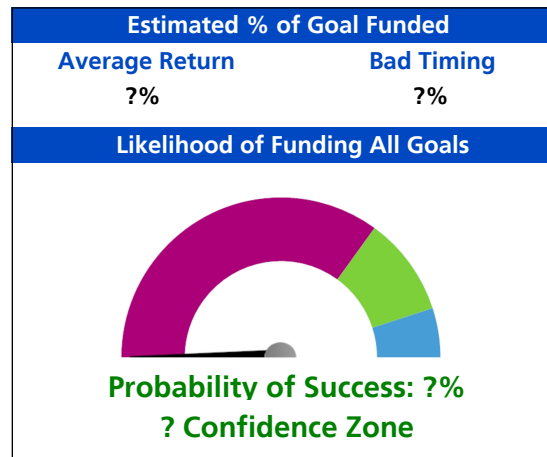 Estimated % of Goal Funded
Average Return Bad Timing
?% ?%
Likelihood of Funding All Goals
Probability of Success: ?%
? Confidence Zone